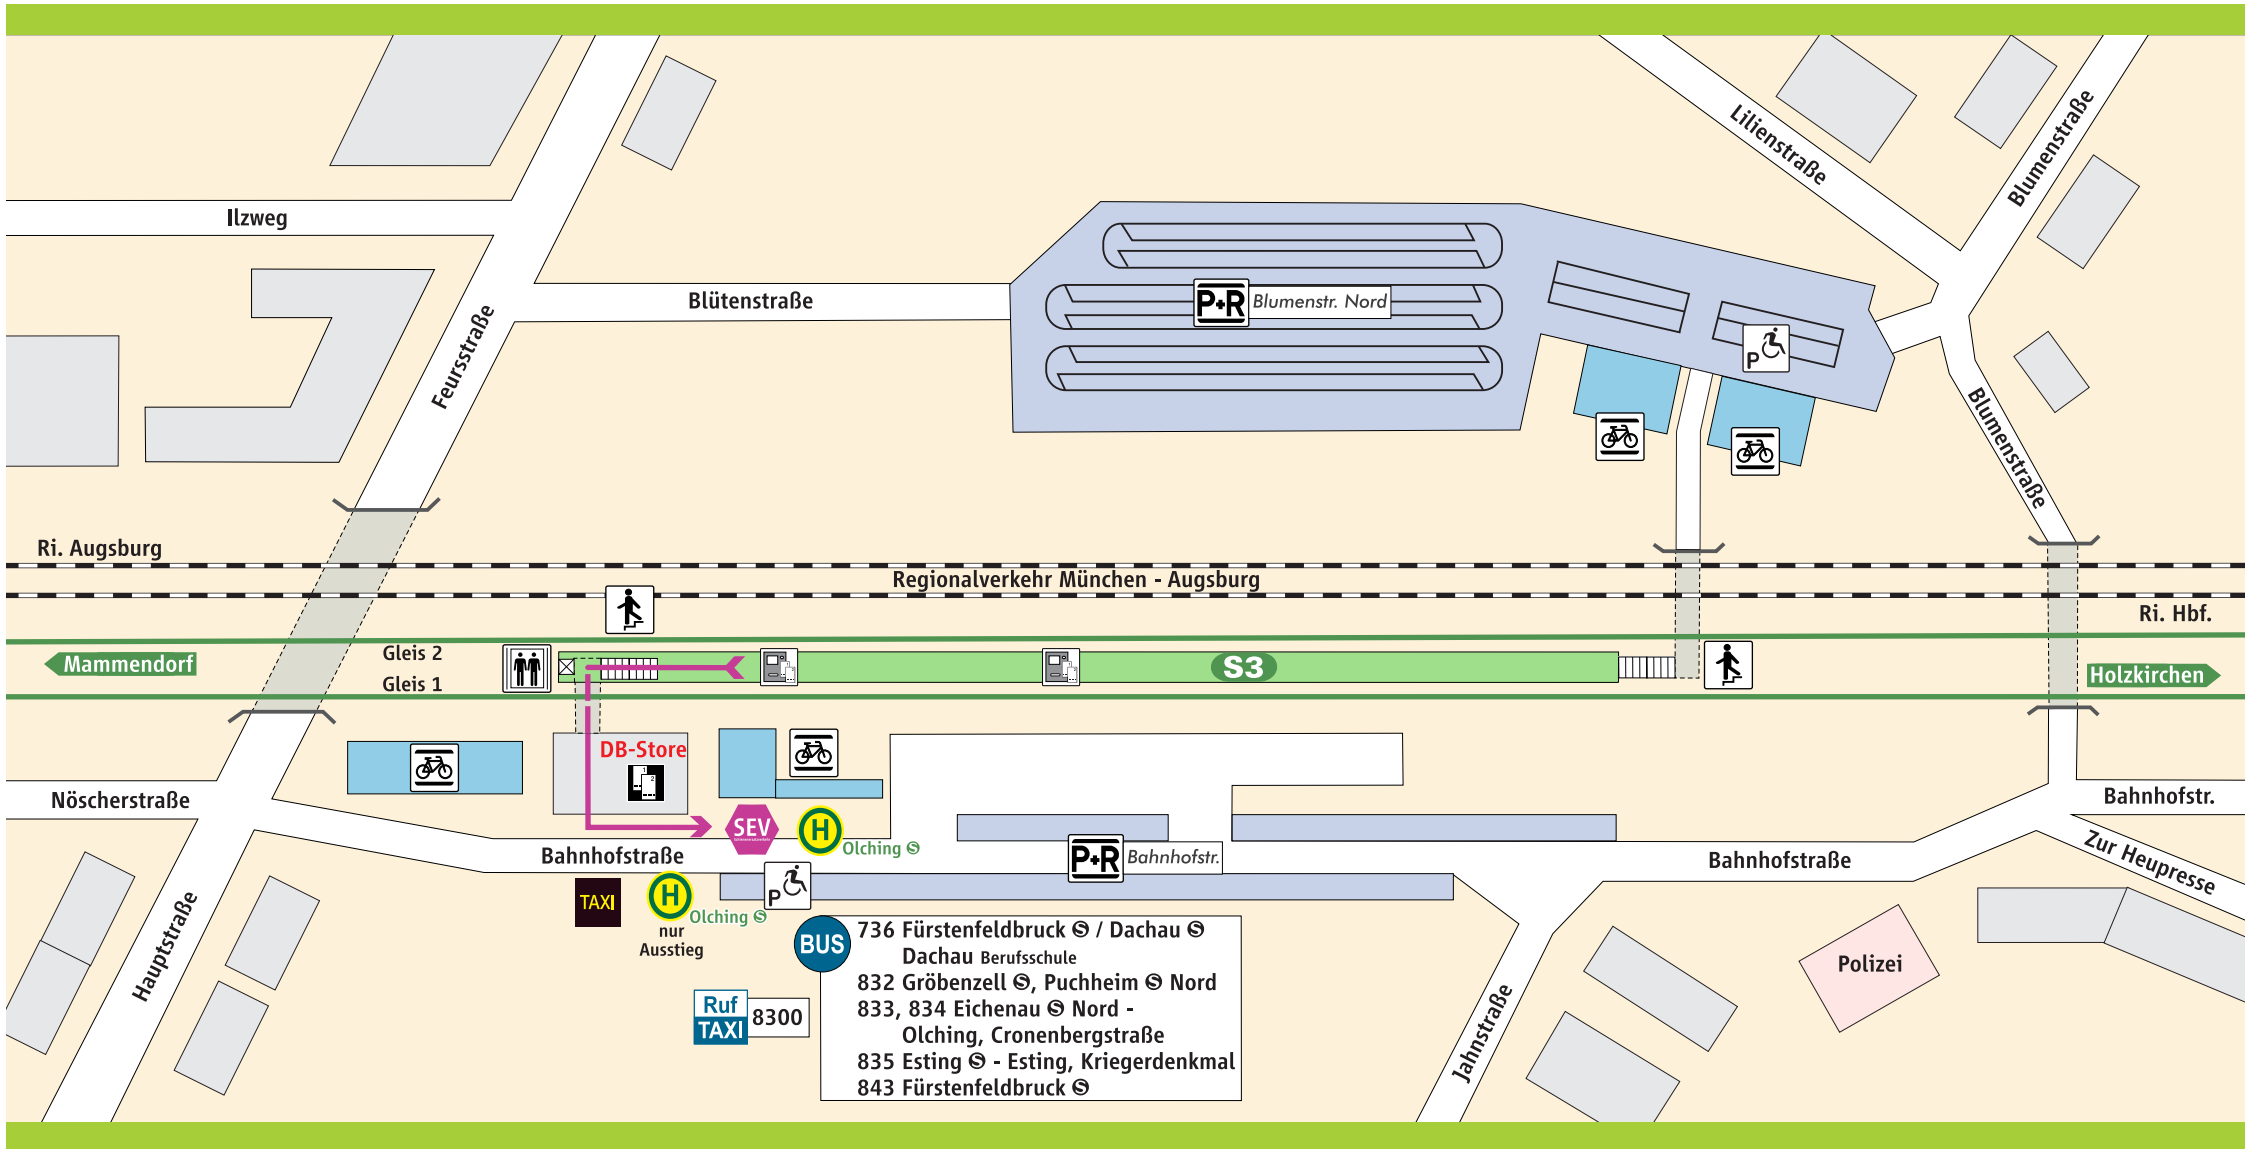 Lilienstraße
Blumenstraße
Ilzweg
Blütenstraße
P+R Blumenstr. Nord
P
Feursstraße
Blumenstraße
Ri. Augsburg
Regionalverkehr München - Augsburg
Ri. Hbf.
Mammendorf
Gleis 2
Gleis 1
S3
Holzkirchen
DB-Store
Nöscherstraße
Bahnhofstr.
SEV
H
Olching S
Bahnhofstraße
P+R Bahnhofstr.
Bahnhofstraße
Zur Heupresse
TAXI
H
Olching S
nur
Ausstieg
P
Hauptstraße
BUS
736 Fürstenfeldbruck S / Dachau S
Dachau Berufsschule
832 Gröbenzell S, Puchheim S Nord
833, 834 Eichenau S Nord -
Olching, Cronenbergstraße
835 Esting S - Esting, Kriegerdenkmal
843 Fürstenfeldbruck S
Ruf
TAXI
8300
Polizei
Jahnstraße